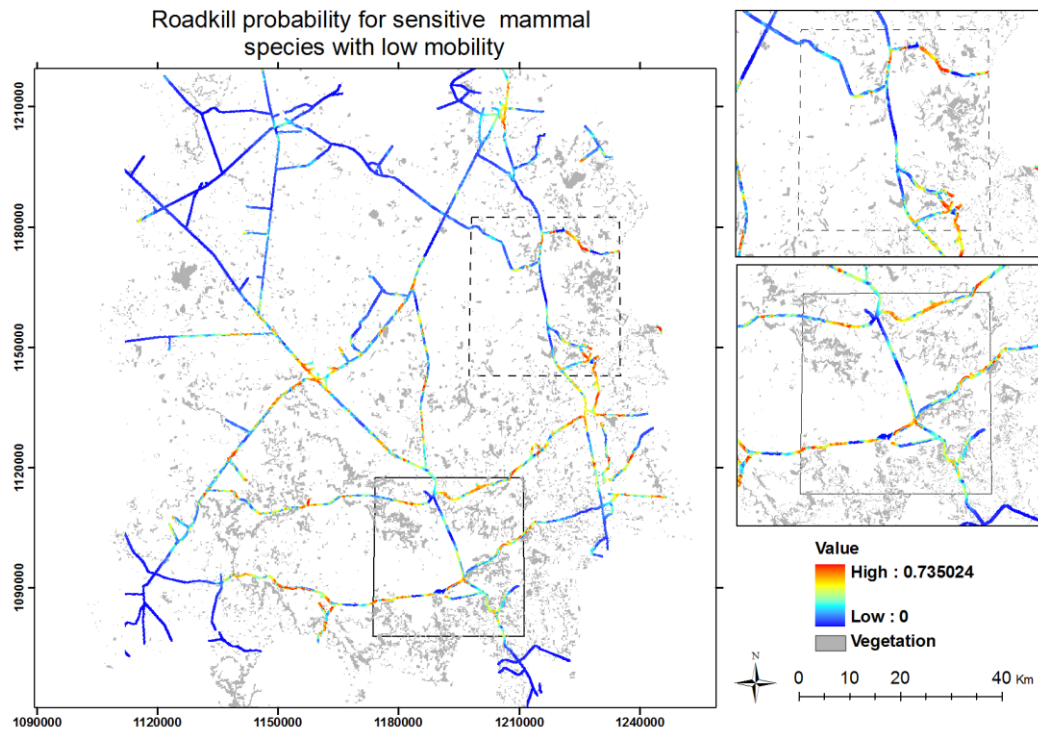 Roadkill probability for sensitive mammal
species with low mobility
1210000
1180000
1150000
1120000
1090000
1090000 1120000 1150000 1180000 1210000 1240000
Value
High : 0.735024
Low : 0
Vegetation
N
0 10 20 30 40 Km